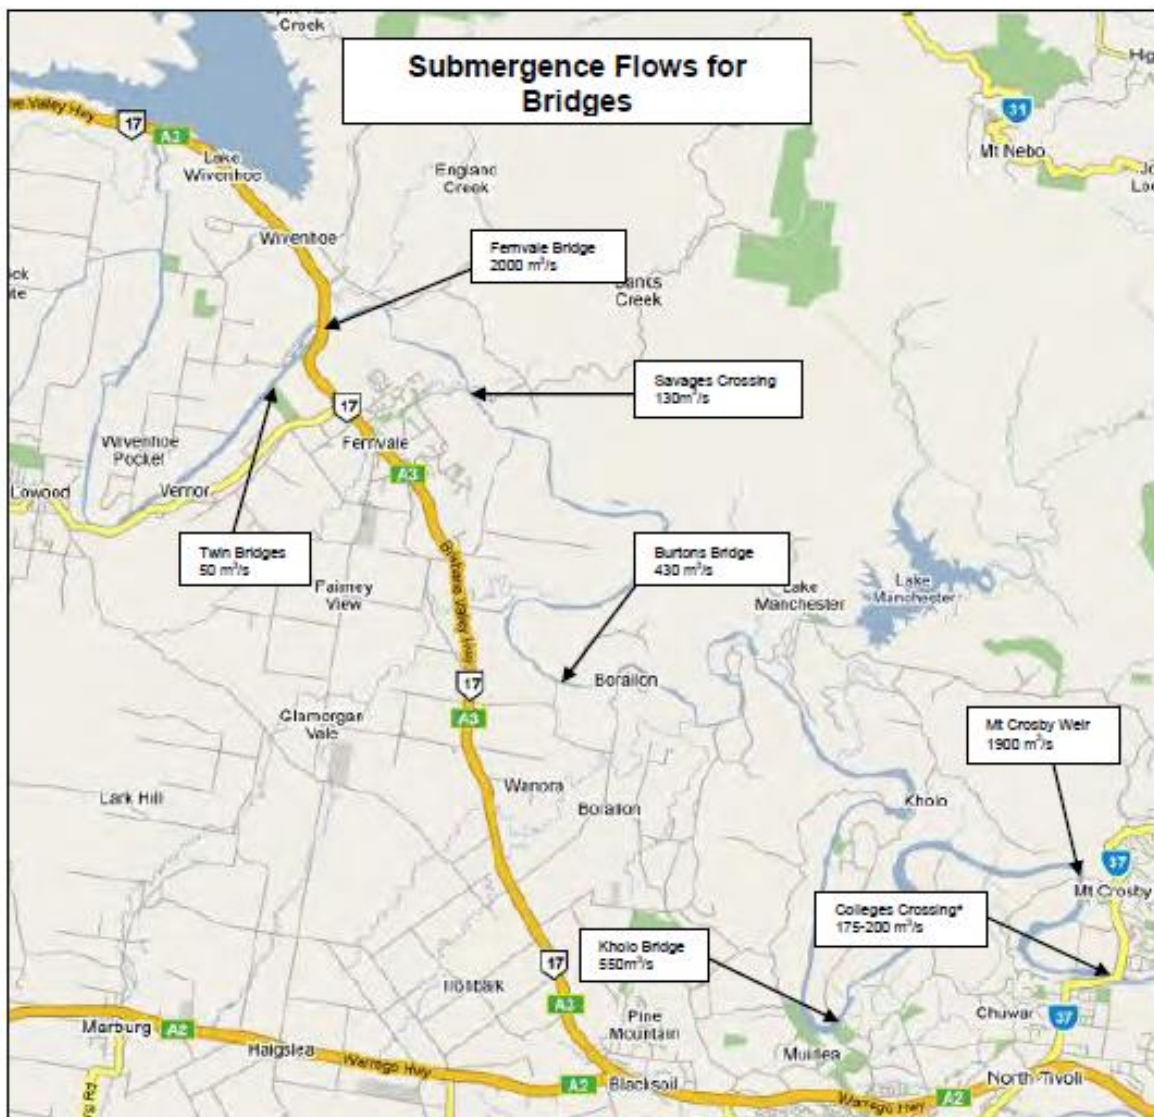 Creek
Submergence Flows for
Bridges
Valley Hwy
17
A3
31
Mt Nebo
Lake
Wivenhoe
England
Creek
Wivenhoe
Fernvale Bridge
2000 m³/s
Banks
Creek
Savages Crossing
130m³/s
17
Fernvale
Wivenhoe
Pocket
A3
Lowood
Vernor
Twin Bridges
50 m³/s
Burtons Bridge
430 m³/s
Brisbane Valley Hwy
Fairney
View
Lake
Manchester
Lake
Manchester
17
Borallon
A3
Glamorgan
Vale
Mt Crosby Weir
1900 m³/s
Wanora
Lark Hill
Borallon
Kholo
37
Mt Crosby
Colleges Crossing*
175-200 m³/s
Kholo Bridge
550m³/s
17
Ironbark
A3
Pine
Mountain
Chuwar
37
Marburg
A2
Haigslea
Warrego Hwy
Muirlea
A2
Blacksoil
North Tivoli
Warrego Hwy
A2